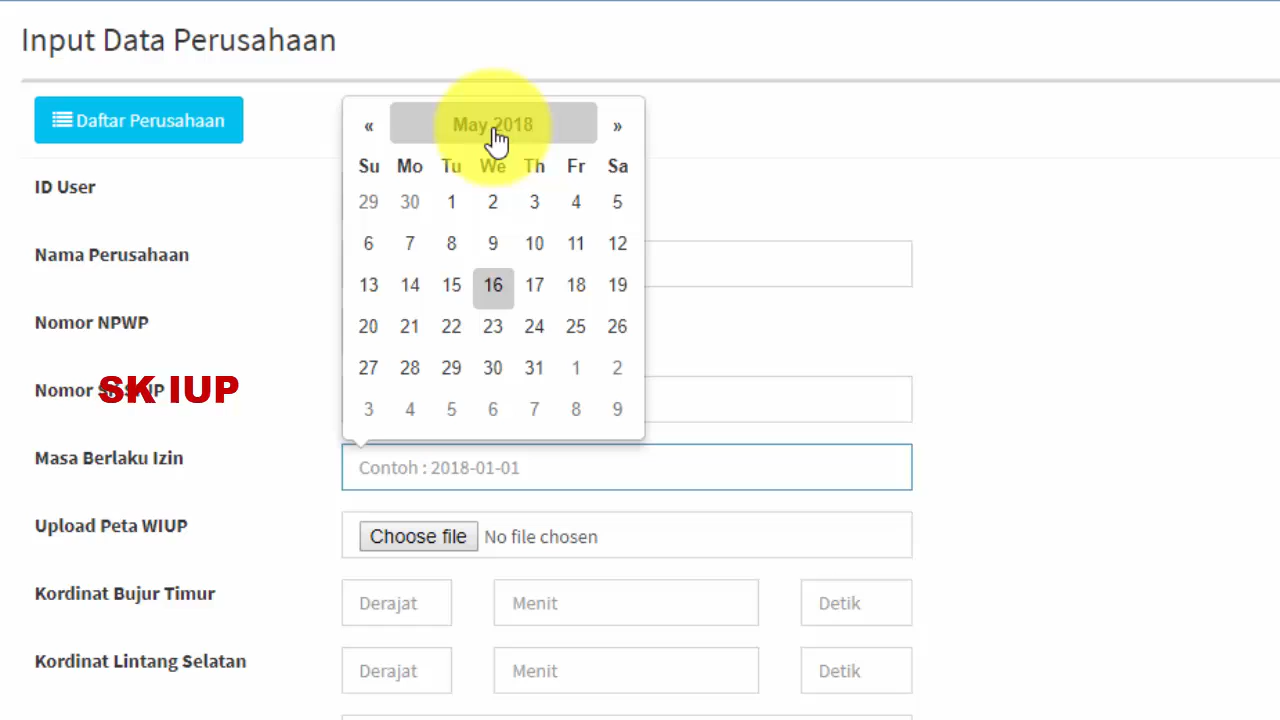 Input Data Perusahaan
Daftar Perusahaan
« May 2018 »
Su Mo Tu We Th Fr Sa
29 30 1 2 3 4 5
6 7 8 9 10 11 12
13 14 15 16 17 18 19
20 21 22 23 24 25 26
27 28 29 30 31 1 2
3 4 5 6 7 8 9
ID User
Nama Perusahaan
Nomor NPWP
Nomor
SK IUP
Masa Berlaku Izin
Contoh : 2018-01-01
Upload Peta WIUP
Choose file No file chosen
Kordinat Bujur Timur
Derajat Menit Detik
Kordinat Lintang Selatan
Derajat Menit Detik